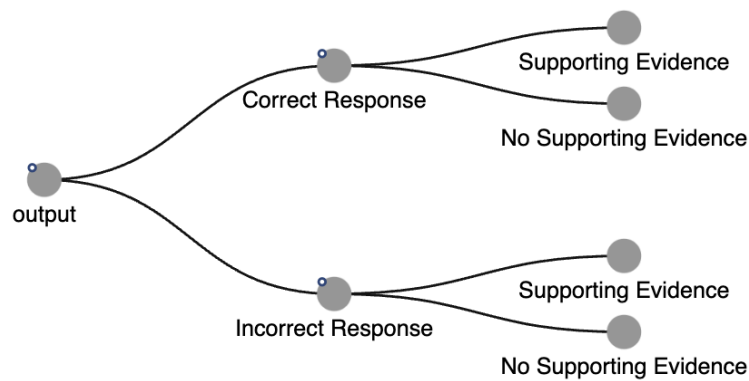 Supporting Evidence
Correct Response
No Supporting Evidence
output
Supporting Evidence
Incorrect Response
No Supporting Evidence